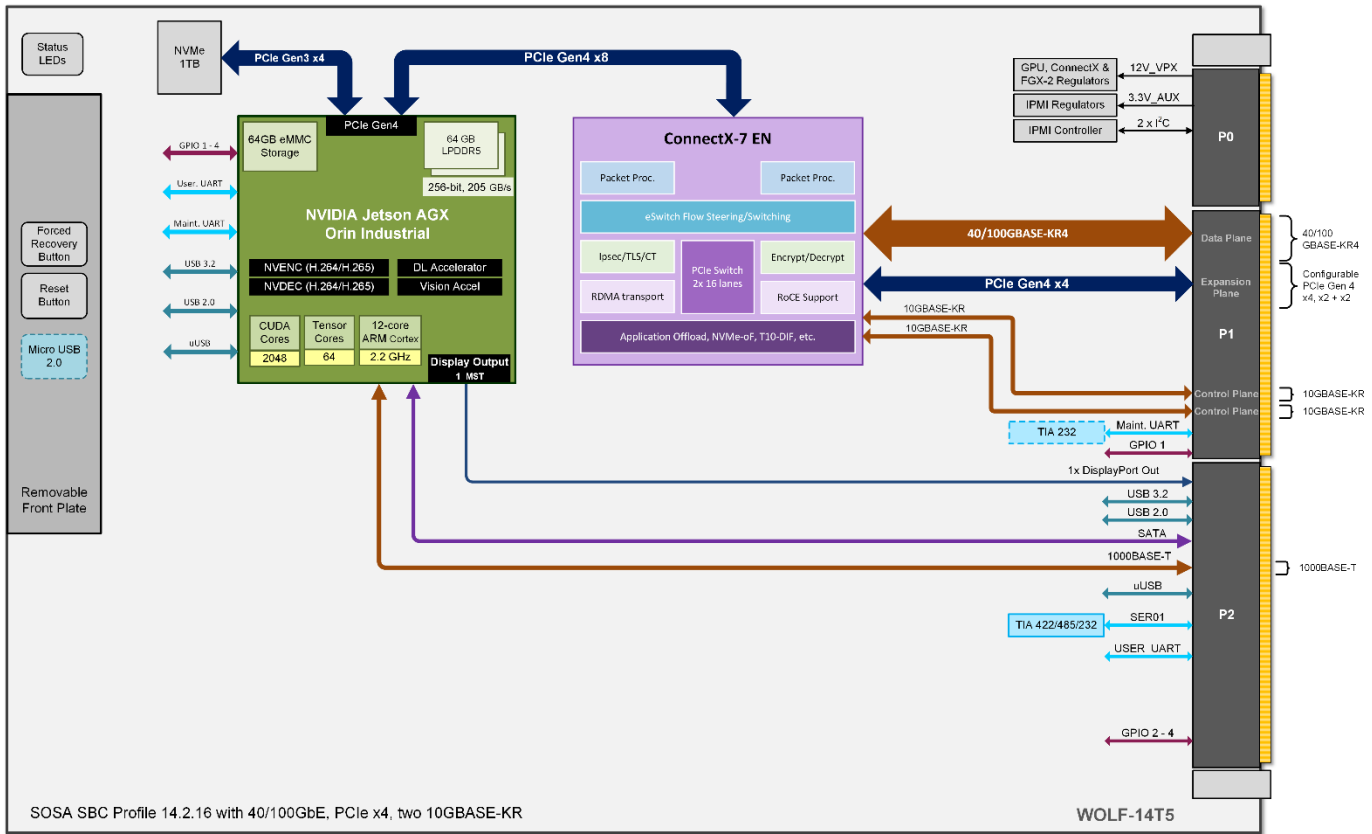 Status
LEDs
NVMe
1TB
PCIe Gen3 x4
PCIe Gen4 x8
GPU, ConnectX &
FGX-2 Regulators
12V_VPX
IPMI Regulators
3.3V_AUX
IPMI Controller
2 x I²C
P0
PCIe Gen4
64GB eMMC
Storage
64 GB
LPDDR5
256-bit, 205 GB/s
NVIDIA Jetson AGX
Orin Industrial
NVENC (H.264/H.265)
DL Accelerator
NVDEC (H.264/H.265)
Vision Accel
CUDA
Cores
2048
Tensor
Cores
64
12-core
ARM Cortex
2.2 GHz
Display Output
1 MST
GPIO 1 - 4
User. UART
Maint. UART
USB 3.2
USB 2.0
uUSB
Forced
Recovery
Button
Reset
Button
Micro USB
2.0
Removable
Front Plate
ConnectX-7 EN
Packet Proc.
Packet Proc.
eSwitch Flow Steering/Switching
Ipsec/TLS/CT
PCIe Switch
2x 16 lanes
Encrypt/Decrypt
RDMA transport
RoCE Support
Application Offload, NVMe-oF, T10-DIF, etc.
40/100GBASE-KR4
PCIe Gen4 x4
10GBASE-KR
10GBASE-KR
Data Plane
Expansion
Plane
P1
Control Plane
Control Plane
40/100
GBASE-KR4
Configurable
PCIe Gen 4
x4, x2 + x2
10GBASE-KR
10GBASE-KR
TIA 232
Maint. UART
GPIO 1
1x DisplayPort Out
USB 3.2
USB 2.0
SATA
1000BASE-T
1000BASE-T
uUSB
P2
TIA 422/485/232
SER01
USER UART
GPIO 2 - 4
SOSA SBC Profile 14.2.16 with 40/100GbE, PCIe x4, two 10GBASE-KR
WOLF-14T5